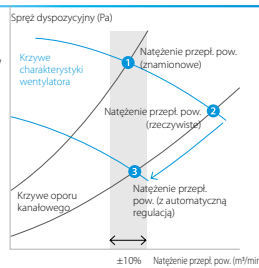 Spręż dyspozycyjny (Pa)
Krzywe
charakterystyki
wentylatora
1
Natężenie przepł. pow.
(znamionowe)
Natężenie przepł. pow.
(rzeczywiste)
2
3
Krzywe oporu
kanałowego
Natężenie przepł.
pow. (z automatyczną
regulacją)
±10%
Natężenie przepł. pow. (m³/min